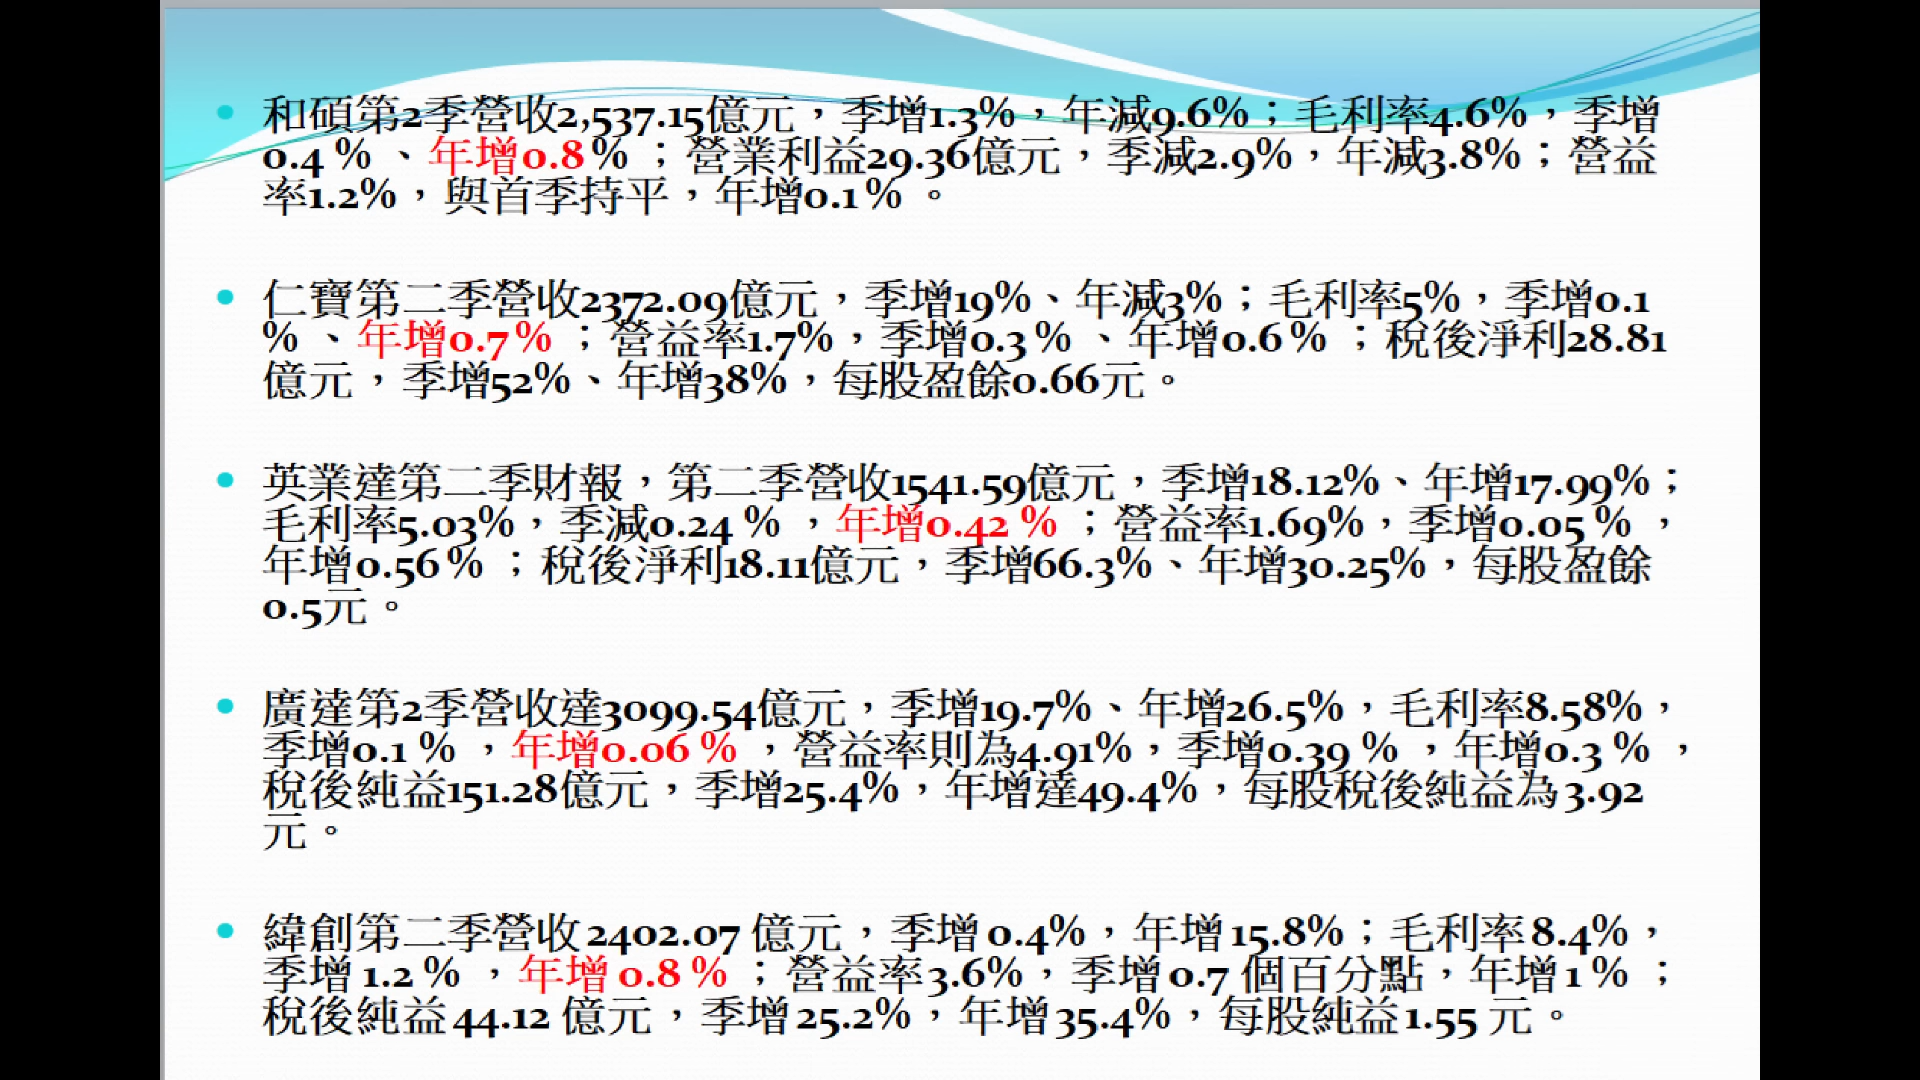 和碩第2季營收2,537.15億元，季增1.3%，年減9.6%；毛利率4.6%，季增
0.4 % 、年增0.8% ；營業利益29.36億元，季減2.9%，年減3.8%；營益
率1.2%，與首季持平，年增0.1% 。
仁寶第二季營收2372.09億元，季增19%、年減3%；毛利率5%，季增0.1
% 、年增0.7% ；營益率1.7%，季增0.3 % 、年增0.6% ；稅後淨利28.81
億元，季增52%、年增38%，每股盈餘0.66元。
英業達第二季財報，第二季營收1541.59億元，季增18.12%、年增17.99%；
毛利率5.03%，季減0.24 % ，年增0.42 % ；營益率1.69%，季增0.05 % ，
年增0.56% ；稅後淨利18.11億元，季增66.3%、年增30.25%，每股盈餘
0.5元。
廣達第2季營收達3099.54億元，季增19.7%、年增26.5%，毛利率8.58%，
季增0.1 % ，年增0.06 % ，營益率則為4.91%，季增0.39 % ，年增0.3 % ，
稅後純益151.28億元，季增25.4%，年增達49.4%，每股稅後純益為 3.92
元。
緯創第二季營收 2402.07 億元，季增 0.4%，年增 15.8%；毛利率 8.4%，
季增 1.2 % ，年增 0.8 % ；營益率 3.6%，季增 0.7 個百分點，年增 1 % ；
稅後純益 44.12 億元，季增 25.2%，年增 35.4%，每股純益 1.55 元。